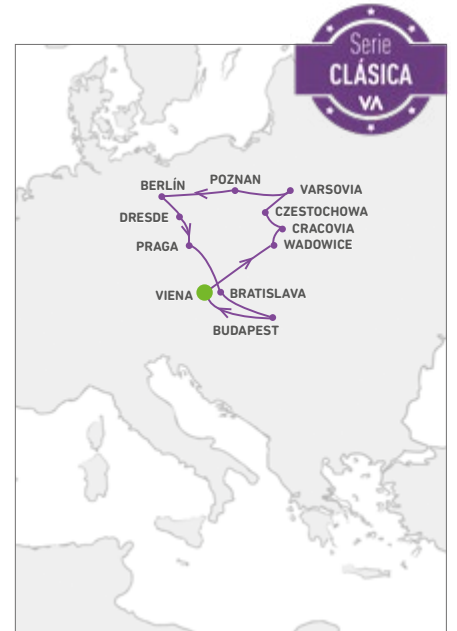 Serie
CLÁSICA
VA
POZNAN
BERLÍN
VARSOVIA
DRESDE
CZESTOCHOWA
CRACOVIA
PRAGA
WADOWICE
VIENA
BRATISLAVA
BUDAPEST